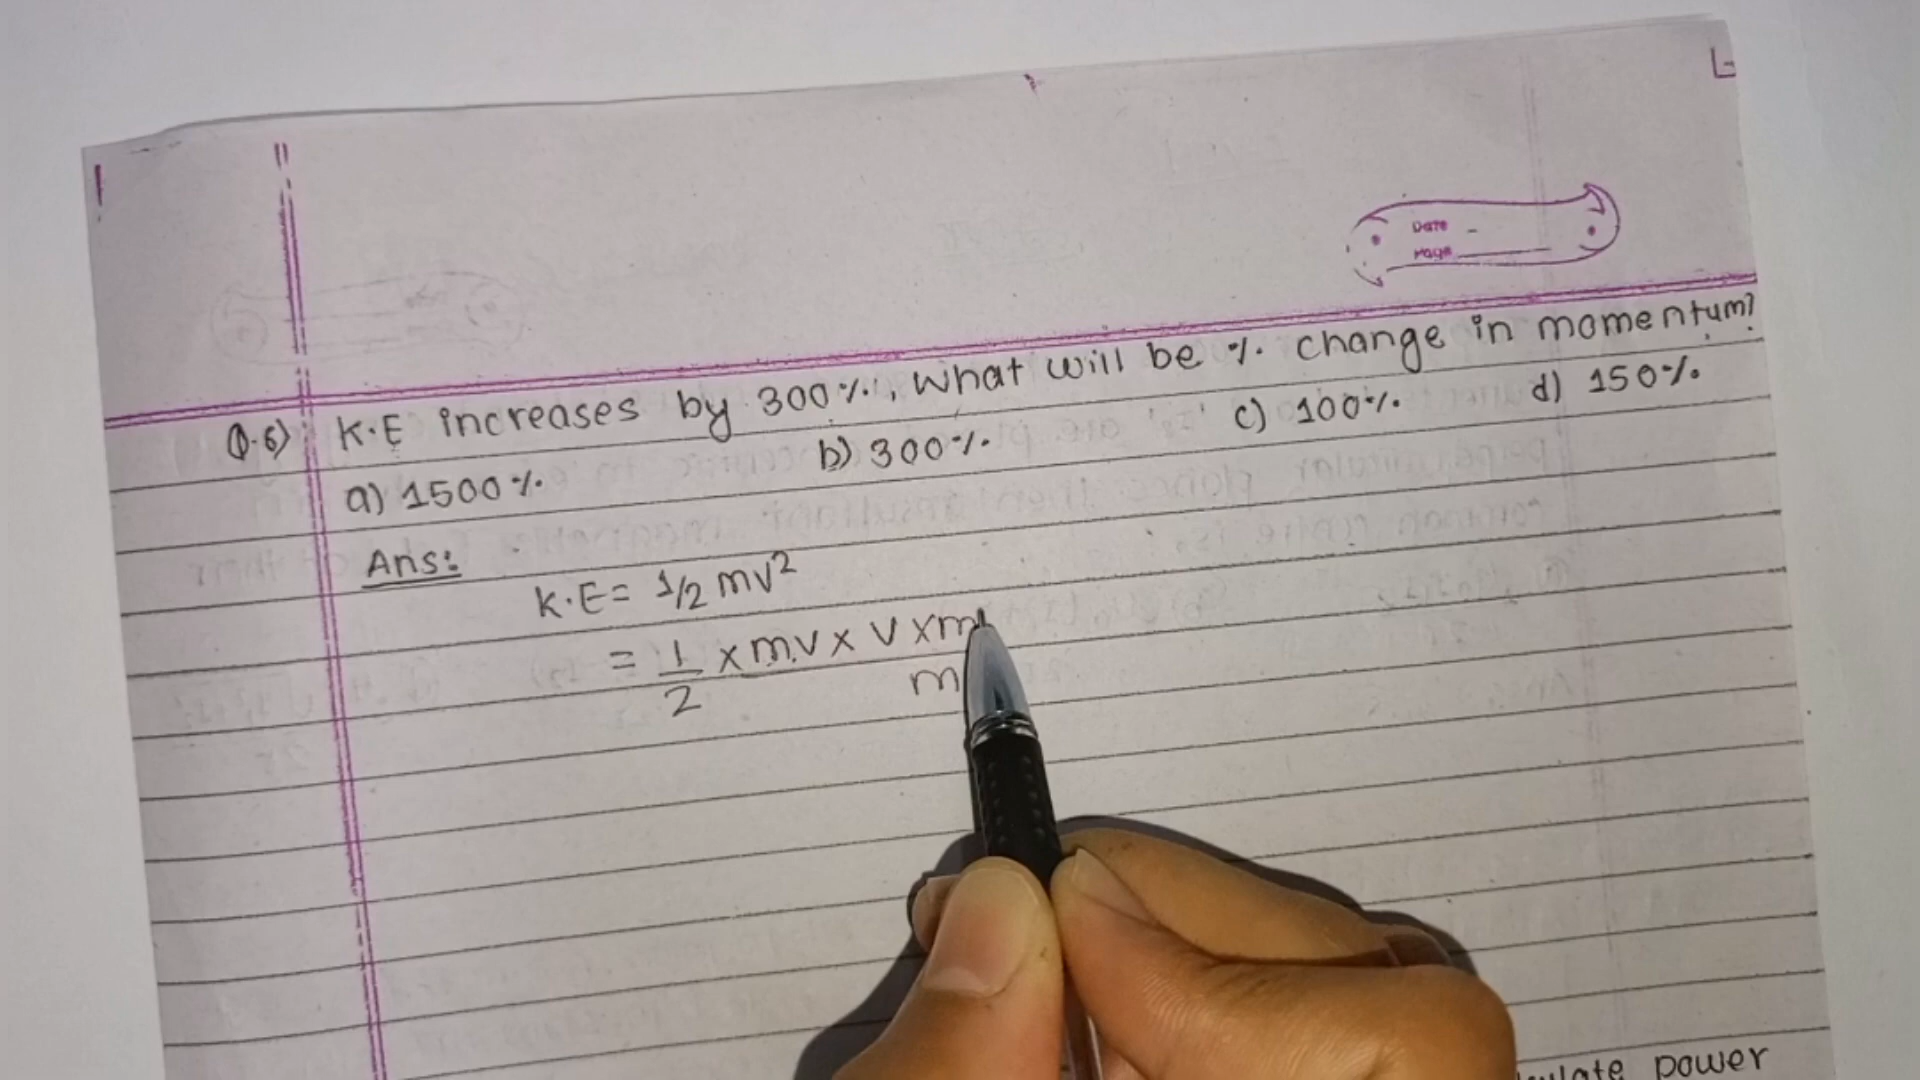 Date
Page
Q.6) K.E increases by 300%, What will be % change in momentum?
a) 1500% b) 300% c) 100% d) 150%
Ans:
K.E = 1/2 mv²
= 1/2 × mv × v × m
m
power